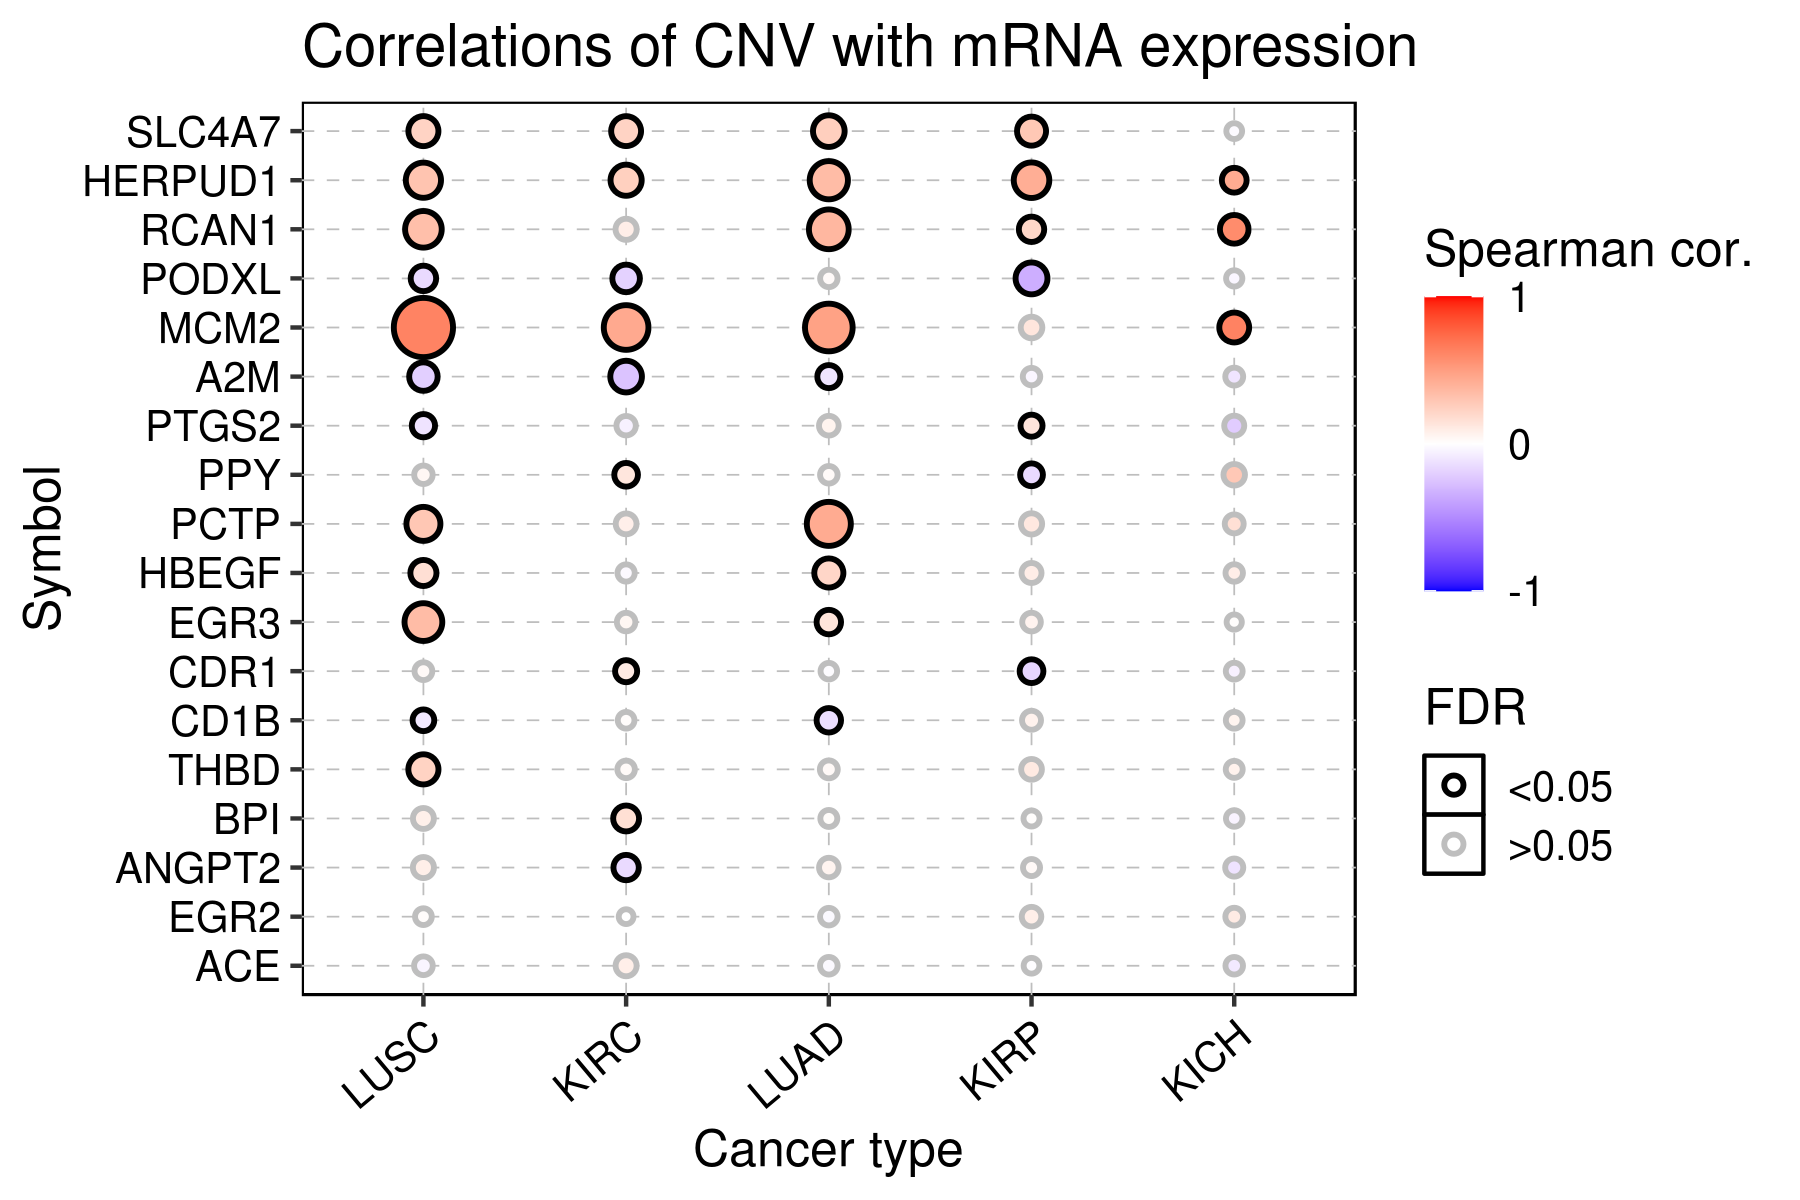 Correlations of CNV with mRNA expression
Symbol
SLC4A7
HERPUD1
RCAN1
PODXL
MCM2
A2M
PTGS2
PPY
PCTP
HBEGF
EGR3
CDR1
CD1B
THBD
BPI
ANGPT2
EGR2
ACE
LUSC
KIRC
LUAD
KIRP
KICH
Cancer type
Spearman cor.
1
0
-1
FDR
<0.05
>0.05